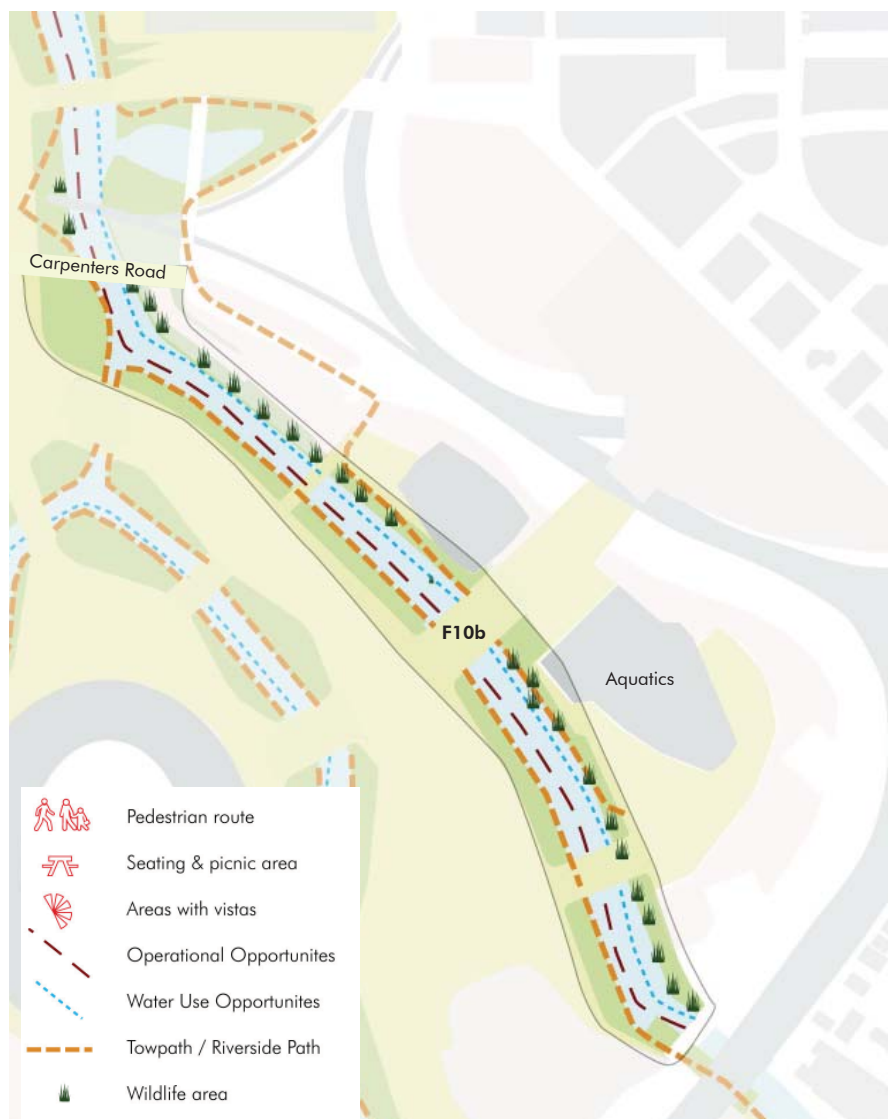 Carpenters Road
F10b
Aquatics
Pedestrian route
Seating & picnic area
Areas with vistas
Operational Opportunites
Water Use Opportunites
Towpath / Riverside Path
Wildlife area